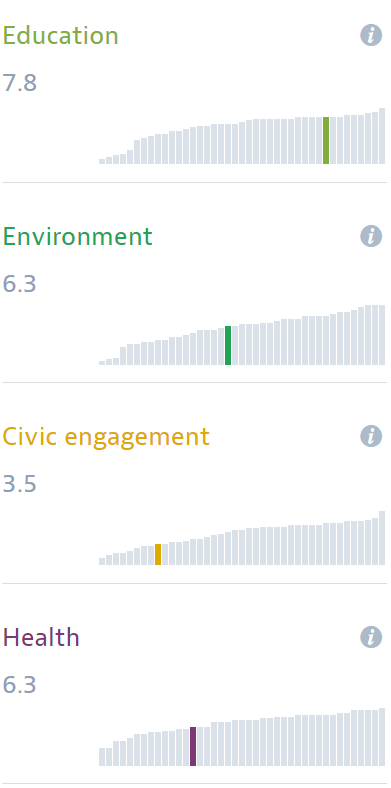 Education
7.8
Environment
6.3
Civic engagement
3.5
Health
6.3